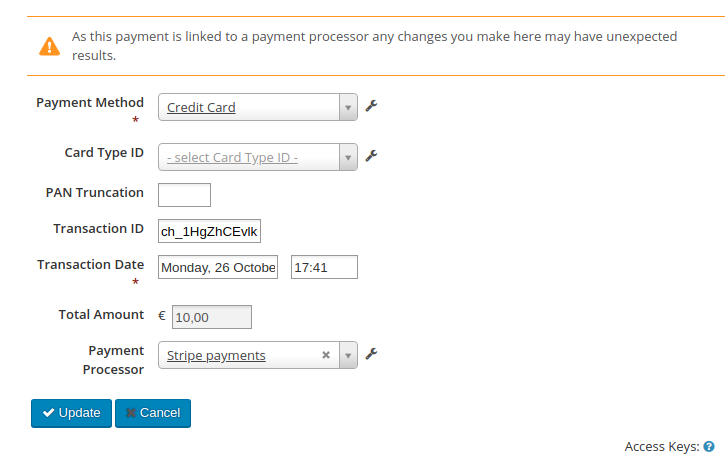 As this payment is linked to a payment processor any changes you make here may have unexpected
results.
Payment Method * Credit Card
Card Type ID - select Card Type ID -
PAN Truncation
Transaction ID ch_1HgZhCEvlk
Transaction Date * Monday, 26 Octobe 17:41
Total Amount € 10,00
Payment Processor Stripe payments
Update Cancel
Access Keys: ?